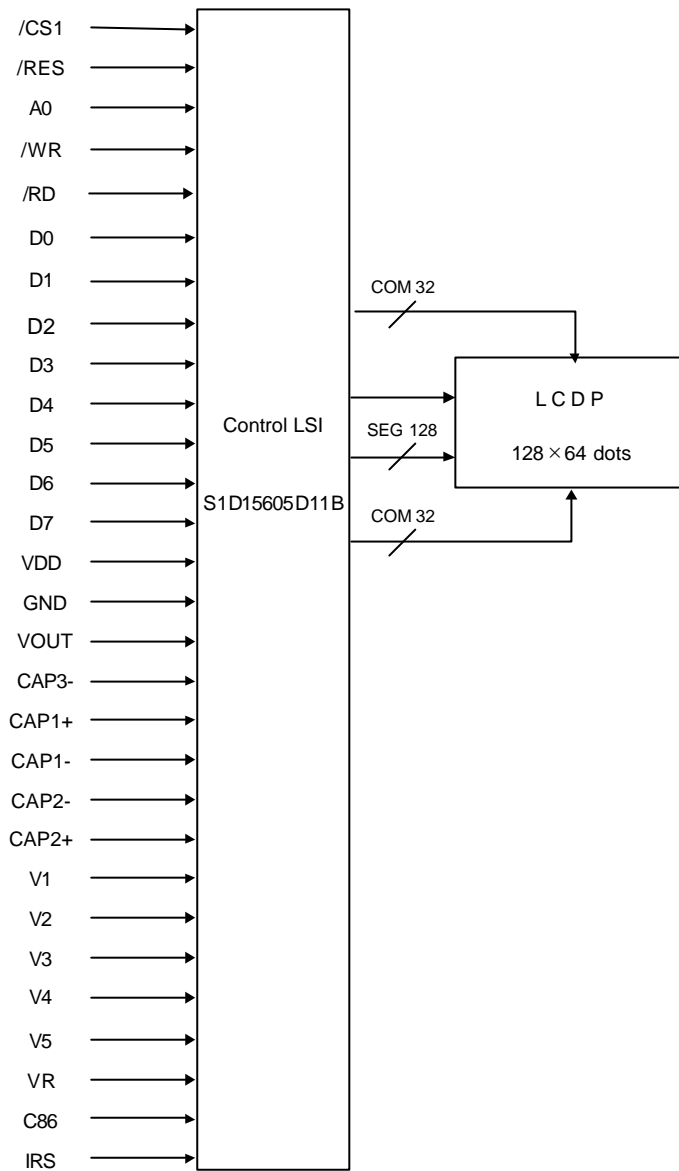 /CS1
/RES
A0
/WR
/RD
D0
D1
D2
D3
D4
D5
D6
D7
VDD
GND
VOUT
CAP3-
CAP1+
CAP1-
CAP2-
CAP2+
V1
V2
V3
V4
V5
VR
C86
IRS
Control LSI
S1D15605D11B
COM 32
SEG 128
COM 32
L C D P
128×64 dots